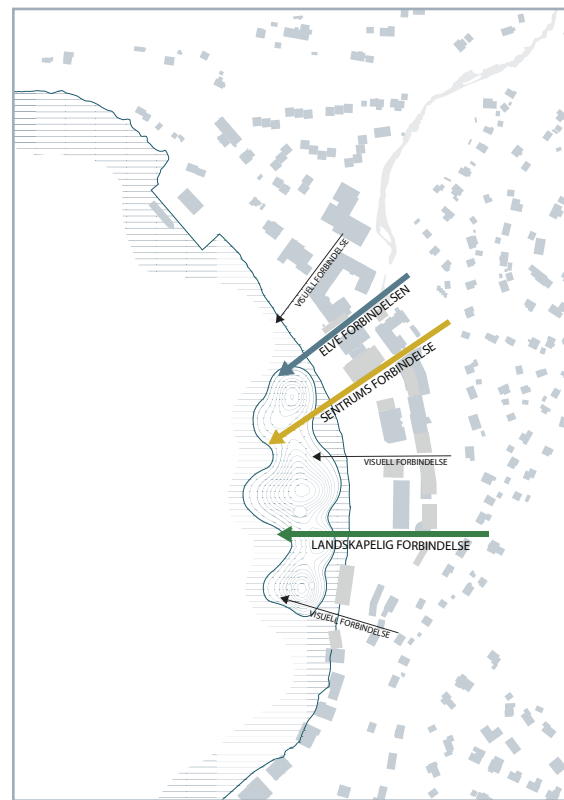 VISUELL FORBINDELSE
ELVE FORBINDELSEN
SENTRUMS FORBINDELSE
VISUELL FORBINDELSE
LANDSKAPELIG FORBINDELSE
VISUELL FORBINDELSE